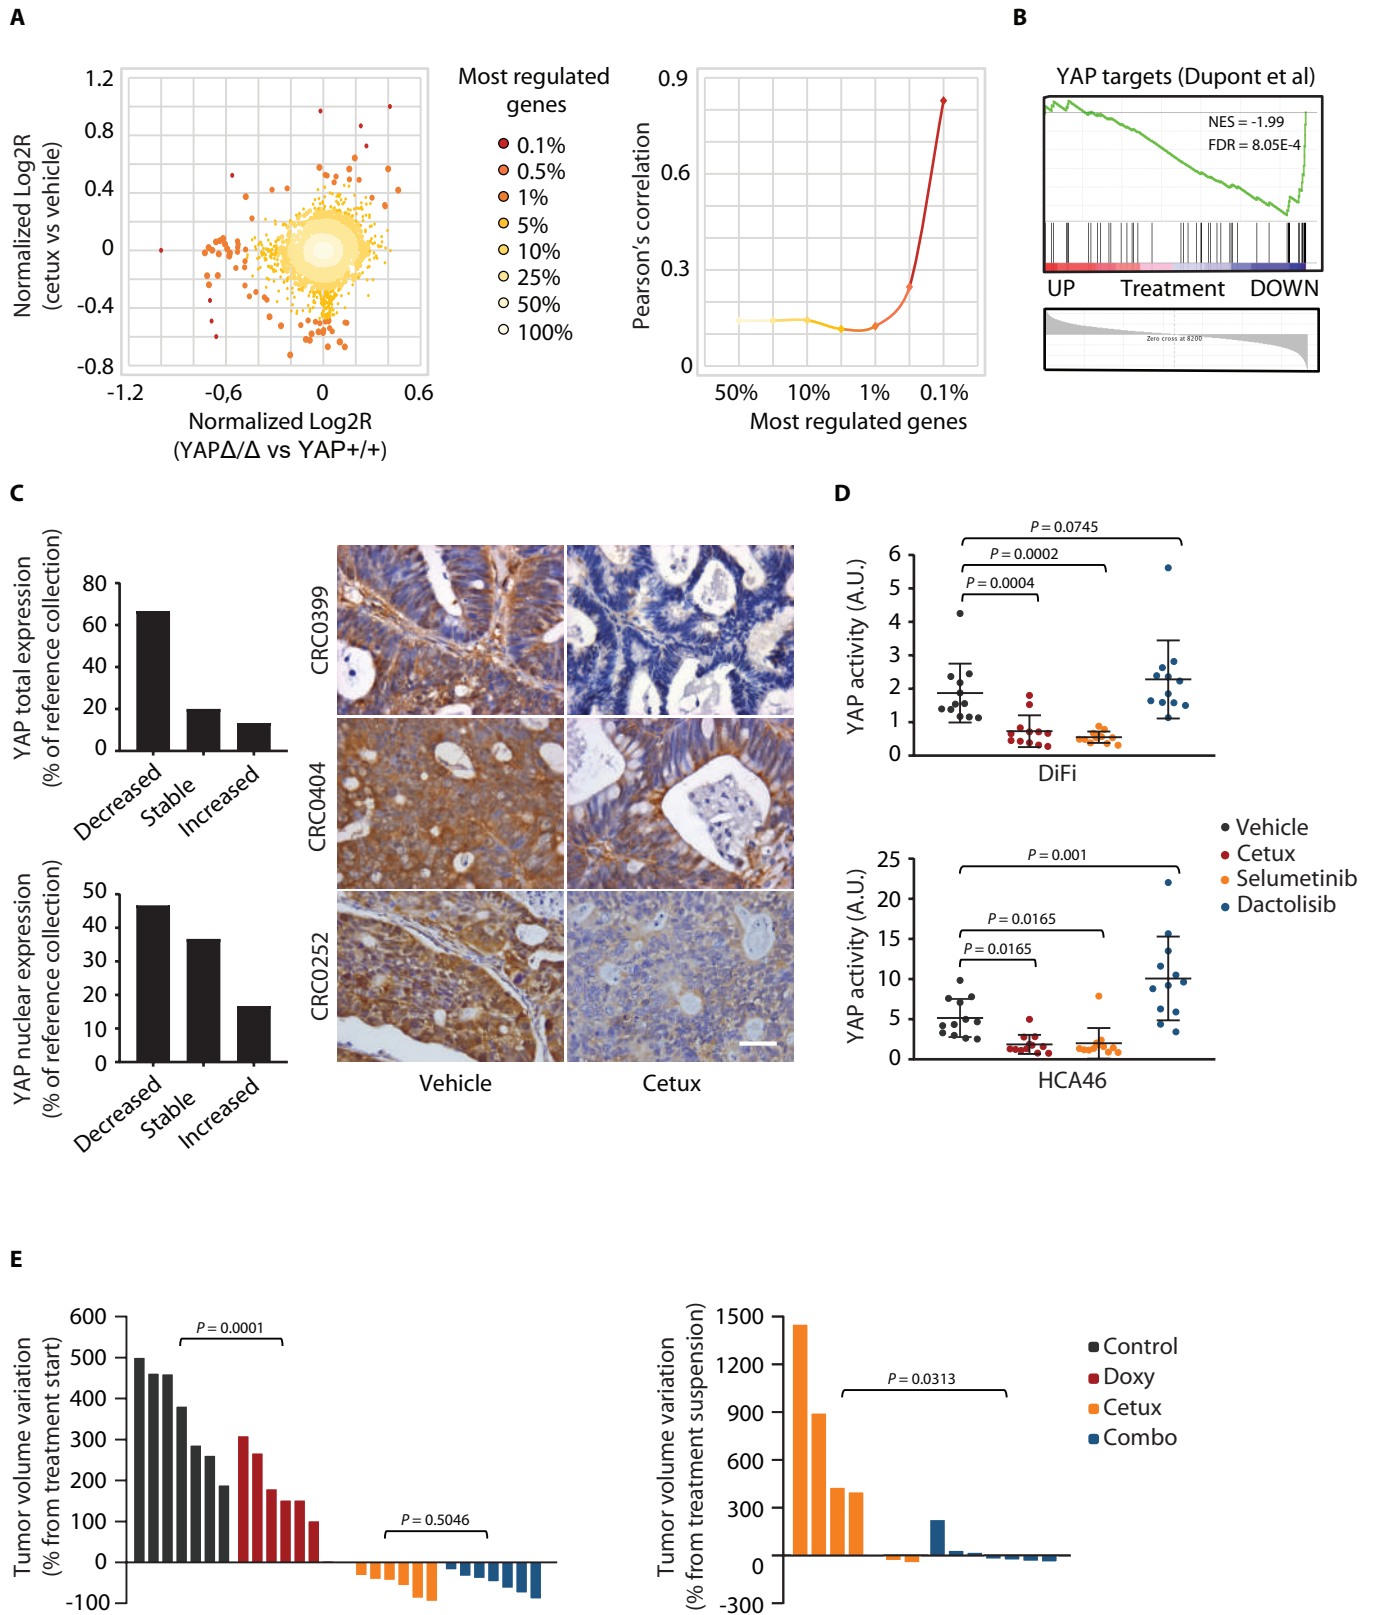 A
B
1.2
0.8
0.4
0
-0.4
-0.8
-1.2
-0,6
0
0.6
Normalized Log2R
(cetux vs vehicle)
Normalized Log2R
(YAPΔ/Δ vs YAP+/+)
Most regulated
genes
0.1%
0.5%
1%
5%
10%
25%
50%
100%
0.9
0.6
0.3
0
Pearson's correlation
50%
10%
1%
0.1%
Most regulated genes
YAP targets (Dupont et al)
NES = -1.99
FDR = 8.05E-4
UP
Treatment
DOWN
Zero cross at 8200
C
YAP total expression
(% of reference collection)
80
60
40
20
0
Decreased
Stable
Increased
YAP nuclear expression
(% of reference collection)
50
40
30
20
10
0
Decreased
Stable
Increased
CRC0399
CRC0404
CRC0252
Vehicle
Cetux
D
P = 0.0745
P = 0.0002
P = 0.0004
YAP activity (A.U.)
6
5
4
3
2
1
0
DiFi
P = 0.001
P = 0.0165
P = 0.0165
YAP activity (A.U.)
25
20
15
10
5
0
HCA46
Vehicle
Cetux
Selumetinib
Dactolisib
E
Tumor volume variation
(% from treatment start)
600
500
400
300
200
100
0
-100
P = 0.0001
P = 0.5046
Tumor volume variation
(% from treatment suspension)
1500
1200
900
600
300
0
-300
P = 0.0313
Control
Doxy
Cetux
Combo